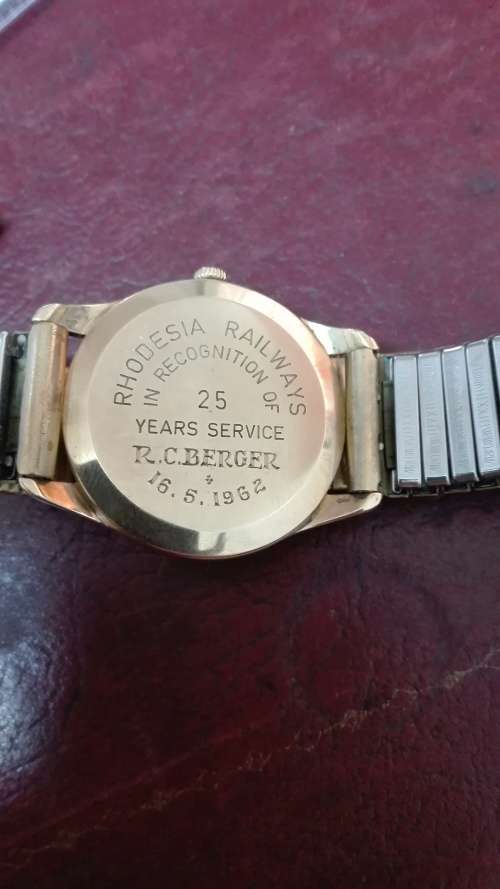 RHODESIA RAILWAYS
IN RECOGNITION OF
25
YEARS SERVICE
R.C.BERGER
16.5.1962